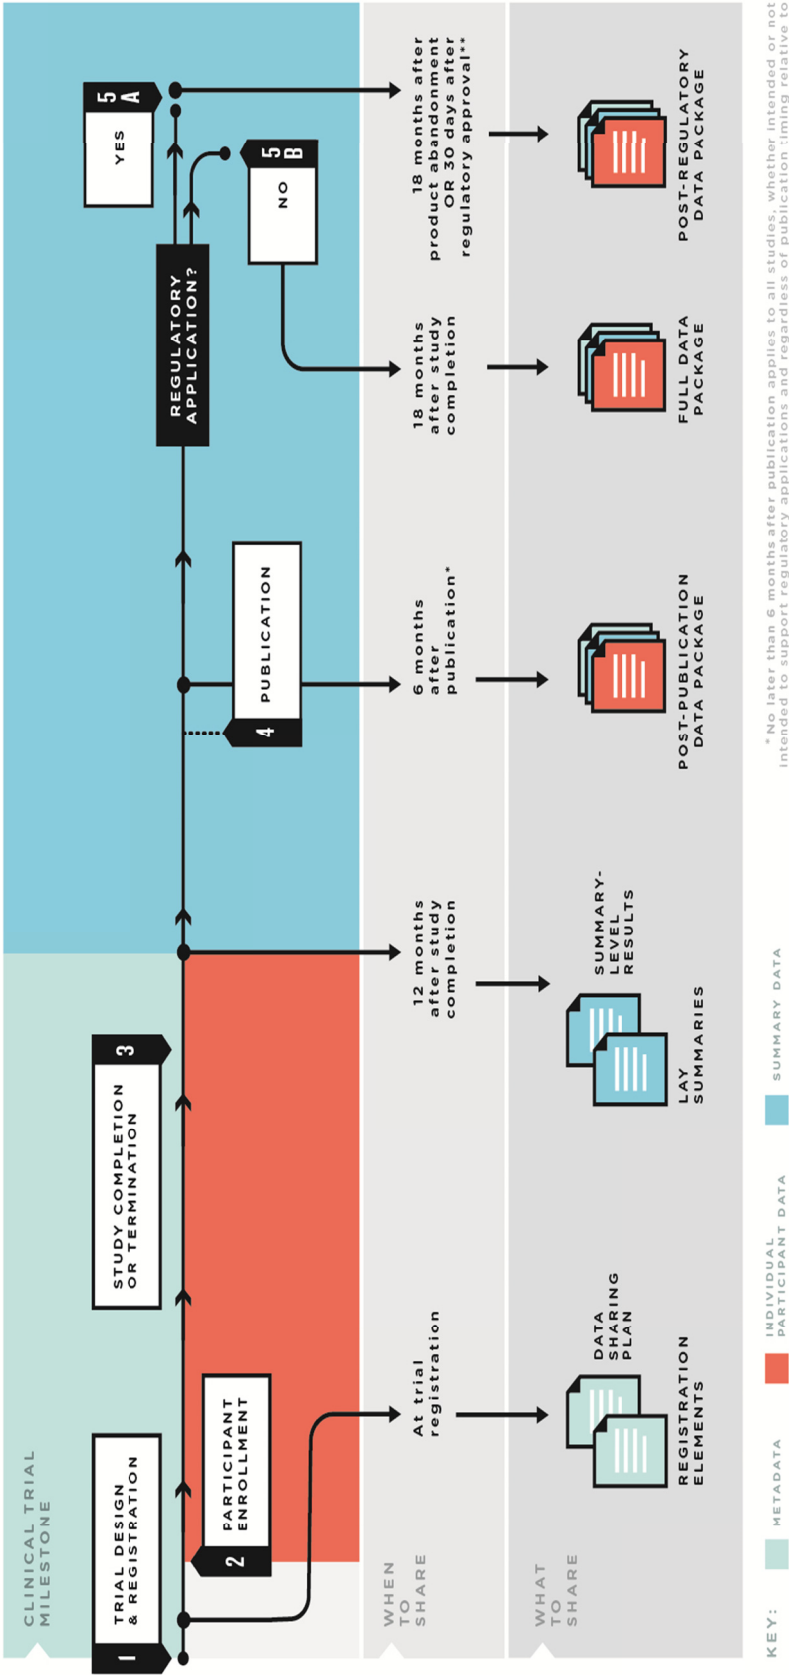 CLINICAL TRIAL
MILESTONE
1
TRIAL DESIGN
& REGISTRATION
2
PARTICIPANT
ENROLLMENT
3
STUDY COMPLETION
OR TERMINATION
4
PUBLICATION
REGULATORY
APPLICATION?
5
A
YES
5
B
NO
WHEN
TO
SHARE
At trial
registration
12 months
after study
completion
6 months
after
publication*
18 months
after study
completion
18 months after
product abandonment
OR 30 days after
regulatory approval**
WHAT
TO
SHARE
DATA
SHARING
PLAN
REGISTRATION
ELEMENTS
SUMMARY-
LEVEL
RESULTS
LAY
SUMMARIES
POST-PUBLICATION
DATA PACKAGE
FULL DATA
PACKAGE
POST-REGULATORY
DATA PACKAGE
KEY:
METADATA
INDIVIDUAL
PARTICIPANT DATA
SUMMARY DATA
*No later than 6 months after publication applies to all studies, whether intended or not
intended to support regulatory applications and regardless of publication timing relative to